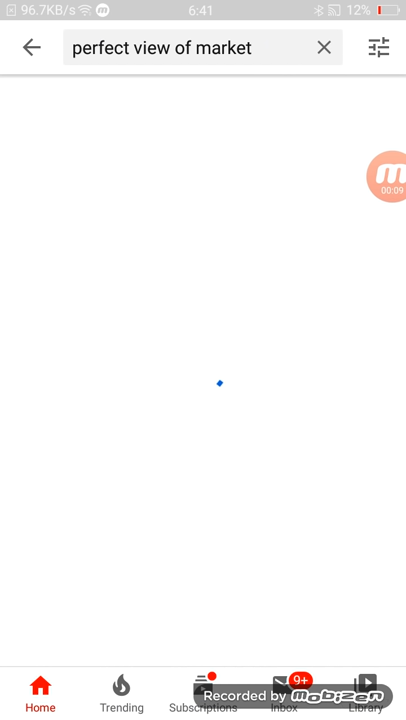 96.7KB/s m 6:41 12%
perfect view of market
m
00:09
9+
Home Trending Subscriptions Inbox Library
Recorded by mobizen